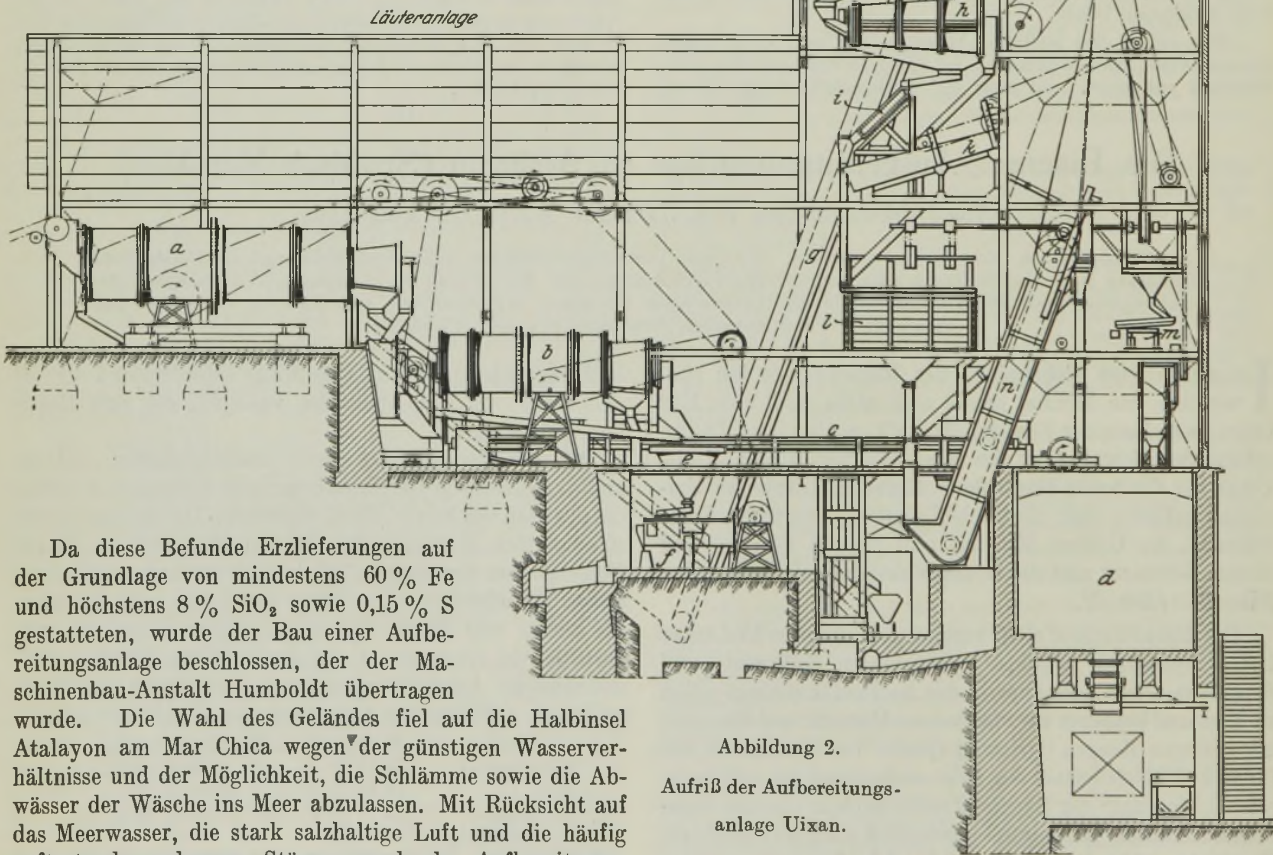 Läuteranlage
h
i
k
a
g
l
m
b
n
c
e
f
d
Da diese Befunde Erzlieferungen auf
der Grundlage von mindestens 60 % Fe
und höchstens 8 % SiO₂ sowie 0,15 % S
gestatteten, wurde der Bau einer Aufbe-
reitungsanlage beschlossen, der der Ma-
schinenbau-Anstalt Humboldt übertragen
wurde. Die Wahl des Geländes fiel auf die Halbinsel
Atalayon am Mar Chica wegen der günstigen Wasserver-
hältnisse und der Möglichkeit, die Schlämme sowie die Ab-
wässer der Wäsche ins Meer abzulassen. Mit Rücksicht auf
das Meerwasser, die stark salzhaltige Luft und die häufig
Abbildung 2.
Aufriß der Aufbereitungs-
anlage Uixan.